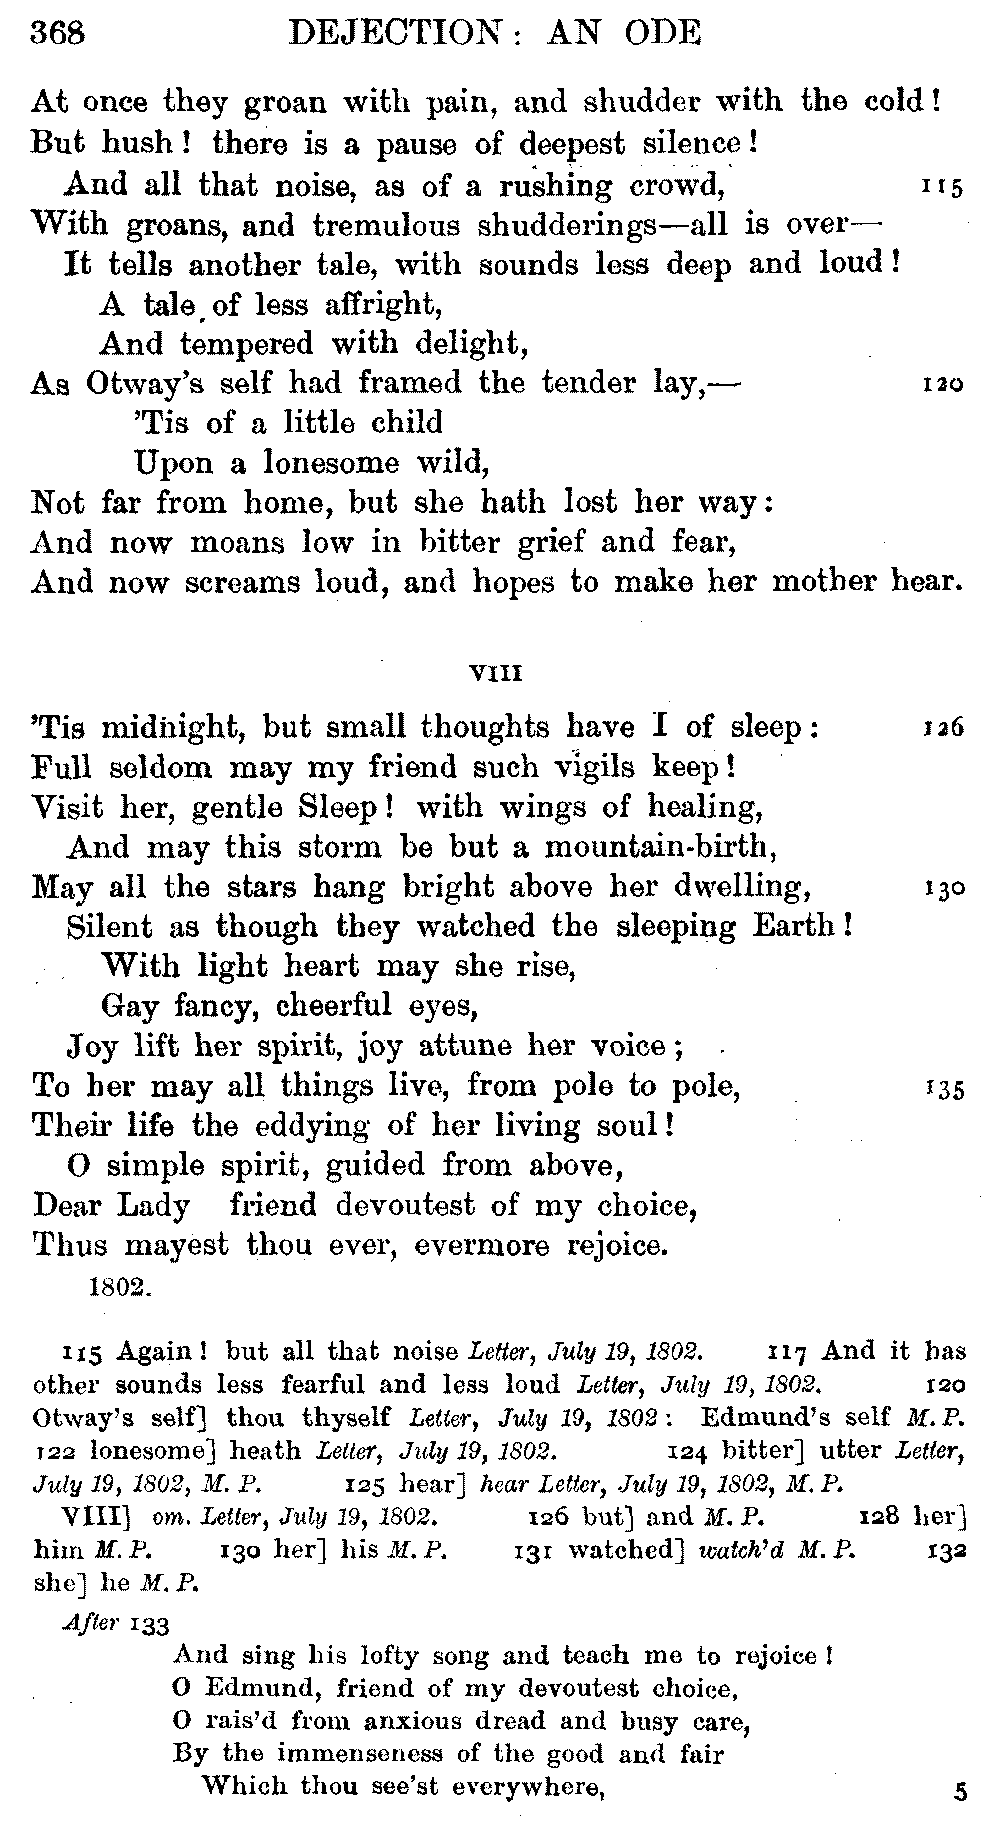 368 DEJECTION: AN ODE
At once they groan with pain, and shudder with the cold!
But hush! there is a pause of deepest silence!
And all that noise, as of a rushing crowd, 115
With groans, and tremulous shudderings—all is over—
It tells another tale, with sounds less deep and loud!
A tale of less affright,
And tempered with delight,
As Otway's self had framed the tender lay,— 120
'Tis of a little child
Upon a lonesome wild,
Not far from home, but she hath lost her way:
And now moans low in bitter grief and fear,
And now screams loud, and hopes to make her mother hear.
VIII
'Tis midnight, but small thoughts have I of sleep: 126
Full seldom may my friend such vigils keep!
Visit her, gentle Sleep! with wings of healing,
And may this storm be but a mountain-birth,
May all the stars hang bright above her dwelling, 130
Silent as though they watched the sleeping Earth!
With light heart may she rise,
Gay fancy, cheerful eyes,
Joy lift her spirit, joy attune her voice;
To her may all things live, from pole to pole, 135
Their life the eddying of her living soul!
O simple spirit, guided from above,
Dear Lady friend devoutest of my choice,
Thus mayest thou ever, evermore rejoice.
1802.
115 Again! but all that noise Letter, July 19, 1802. 117 And it has
other sounds less fearful and less loud Letter, July 19, 1802. 120
Otway's self] thou thyself Letter, July 19, 1802: Edmund's self M. P.
122 lonesome] heath Letter, July 19, 1802. 124 bitter] utter Letter,
July 19, 1802, M. P. 125 hear] hear Letter, July 19, 1802, M. P.
VIII] om. Letter, July 19, 1802. 126 but] and M. P. 128 her]
him M. P. 130 her] his M. P. 131 watched] watch'd M. P. 132
she] he M. P.
After 133
And sing his lofty song and teach me to rejoice!
O Edmund, friend of my devoutest choice,
O rais'd from anxious dread and busy care,
By the immenseness of the good and fair
Which thou see'st everywhere, 5